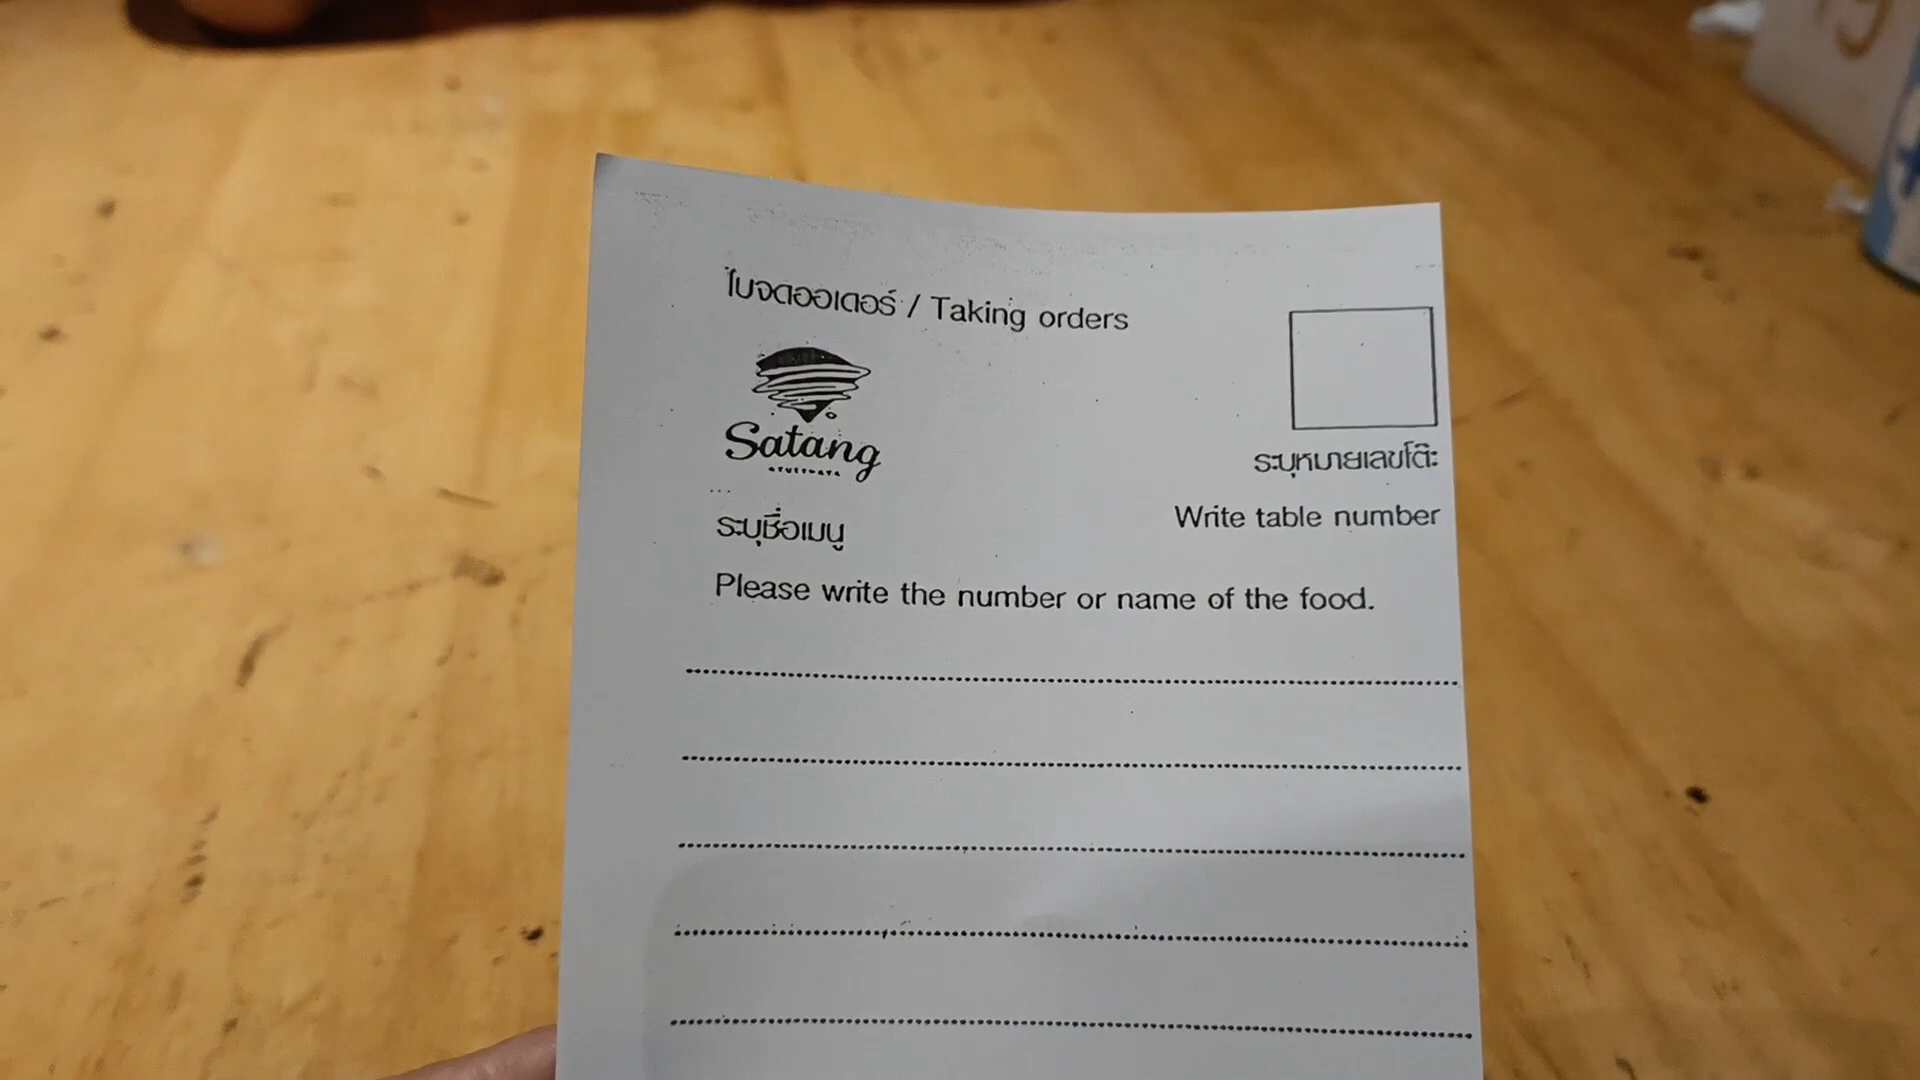 ใบจดออเดอร์ / Taking orders
Satang
ระบุหมายเลขโต๊ะ
Write table number
ระบุชื่อเมนู
Please write the number or name of the food.